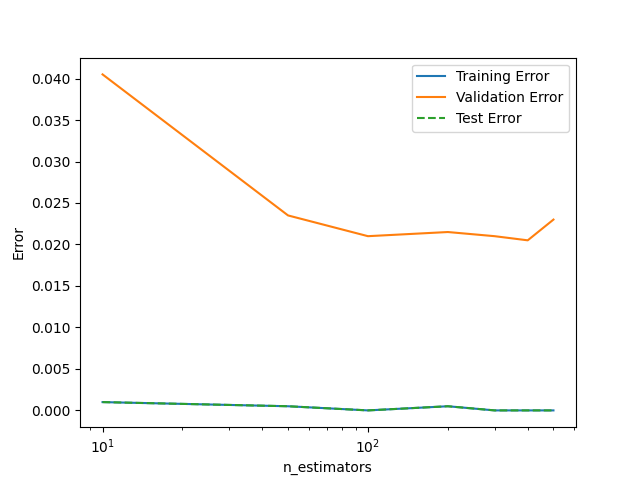 Training Error
Validation Error
Test Error
0.040
0.035
0.030
0.025
0.020
0.015
0.010
0.005
0.000
Error
10¹
10²
n_estimators